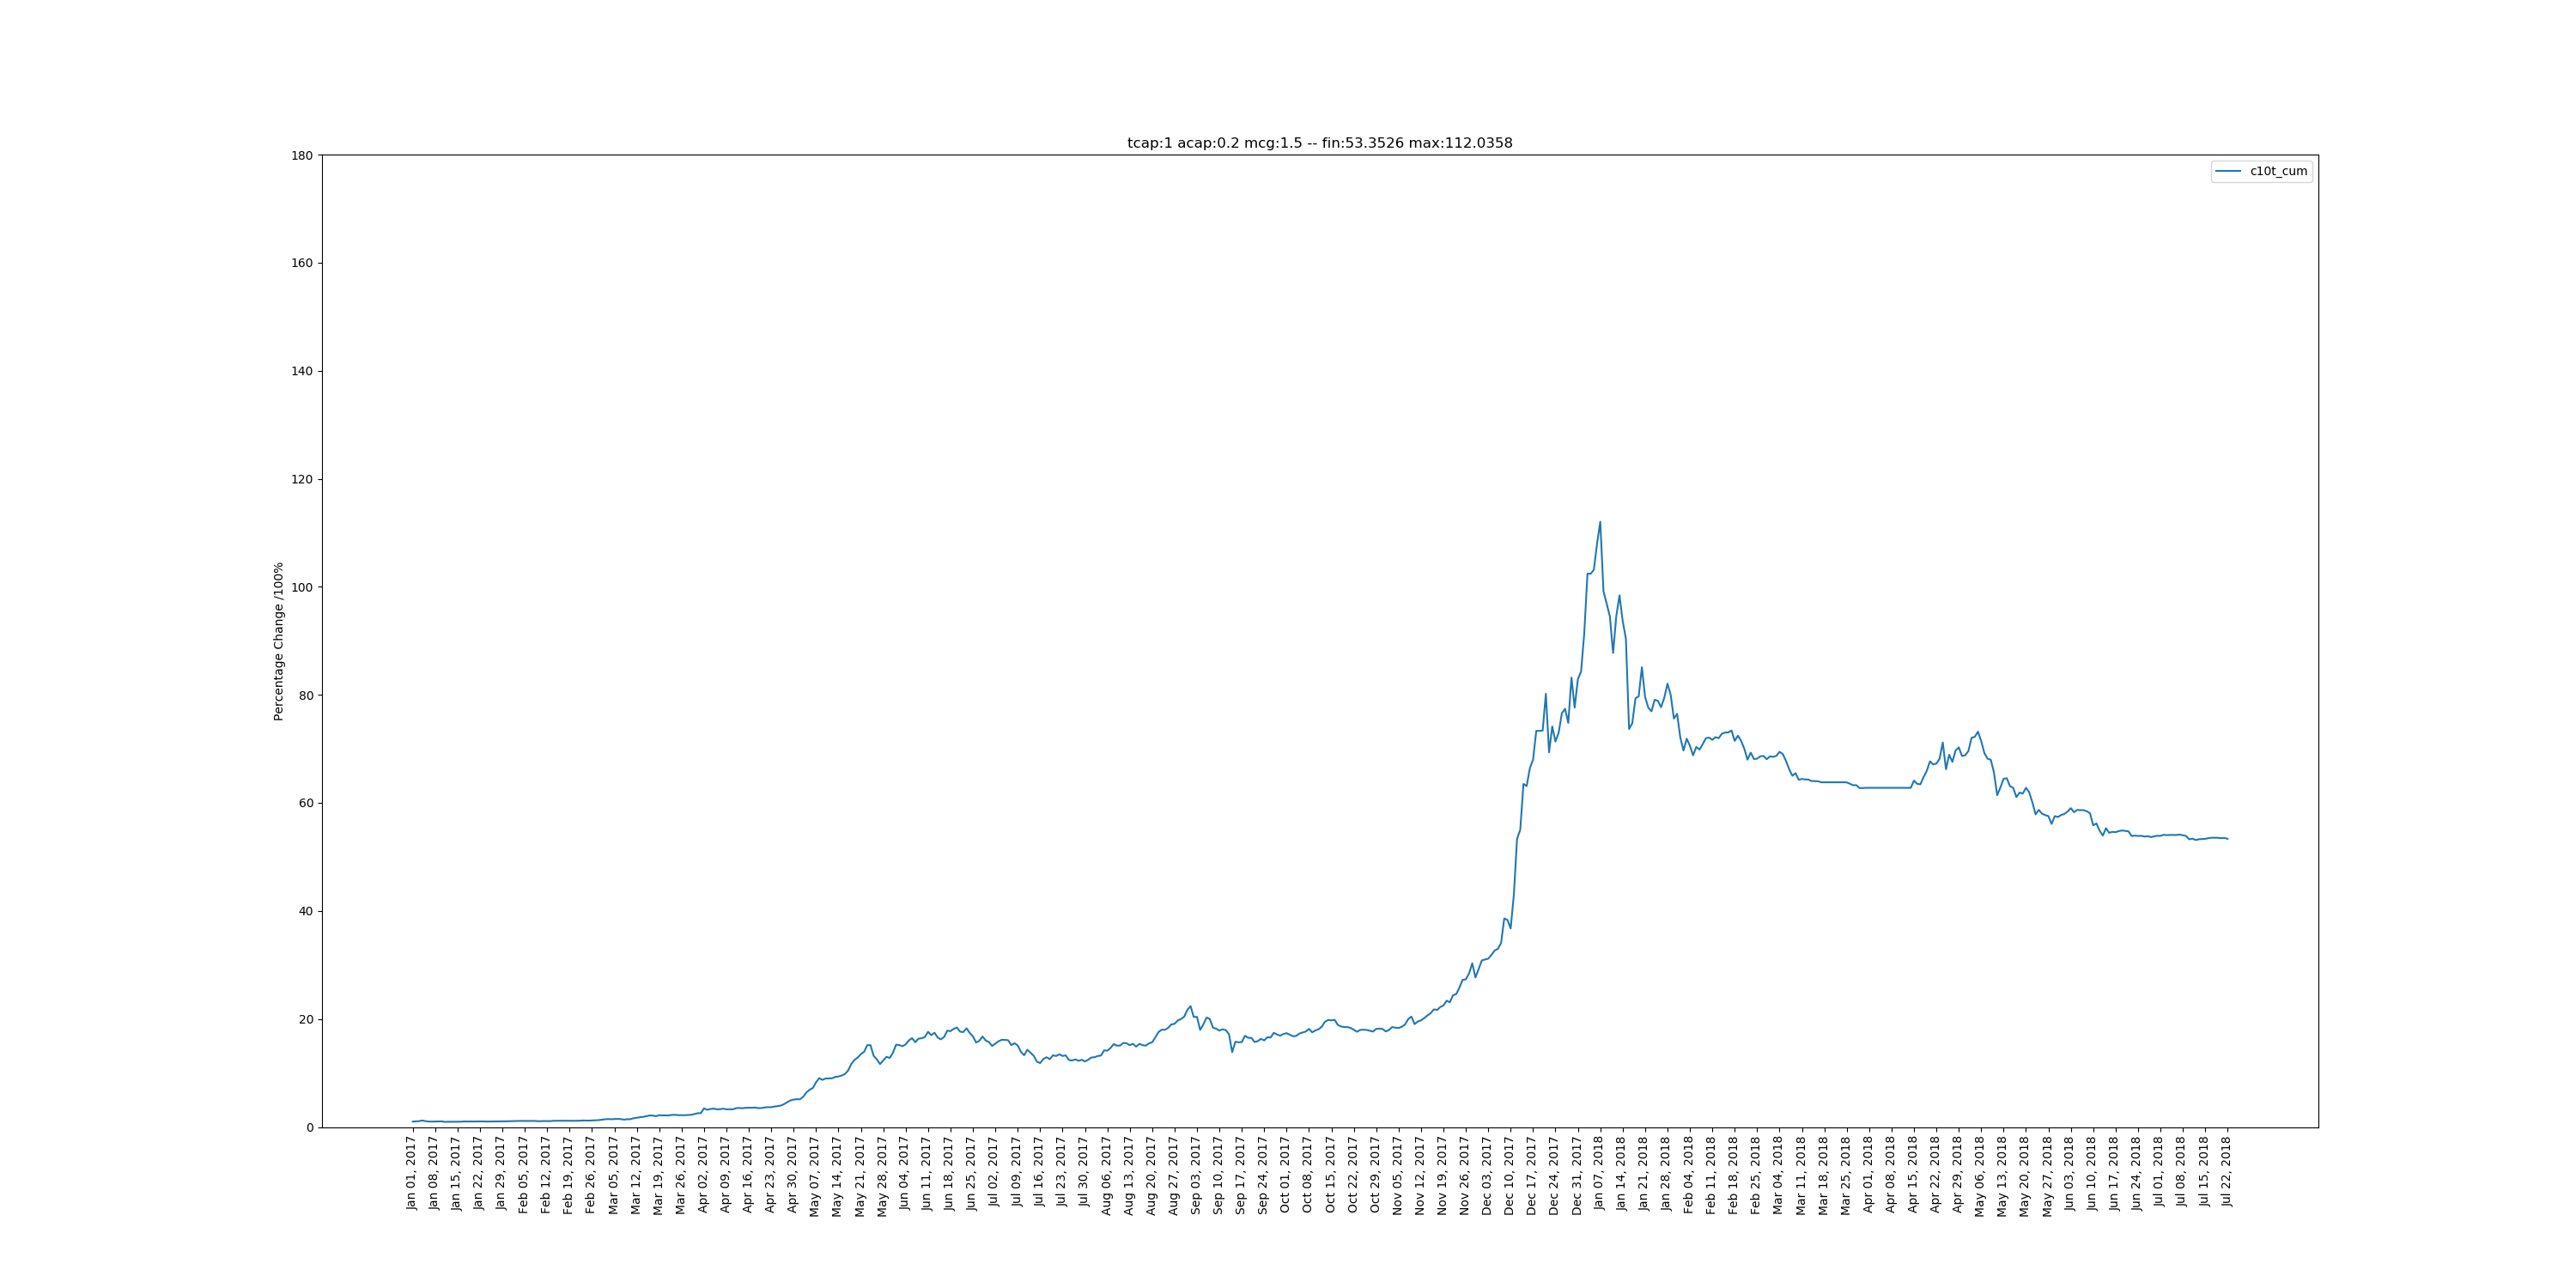 tcap:1 acap:0.2 mcg:1.5 -- fin:53.3526 max:112.0358
c10t_cum
Percentage Change /100%
180
160
140
120
100
80
60
40
20
0
Jan 01, 2017
Jan 08, 2017
Jan 15, 2017
Jan 22, 2017
Jan 29, 2017
Feb 05, 2017
Feb 12, 2017
Feb 19, 2017
Feb 26, 2017
Mar 05, 2017
Mar 12, 2017
Mar 19, 2017
Mar 26, 2017
Apr 02, 2017
Apr 09, 2017
Apr 16, 2017
Apr 23, 2017
Apr 30, 2017
May 07, 2017
May 14, 2017
May 21, 2017
May 28, 2017
Jun 04, 2017
Jun 11, 2017
Jun 18, 2017
Jun 25, 2017
Jul 02, 2017
Jul 09, 2017
Jul 16, 2017
Jul 23, 2017
Jul 30, 2017
Aug 06, 2017
Aug 13, 2017
Aug 20, 2017
Aug 27, 2017
Sep 03, 2017
Sep 10, 2017
Sep 17, 2017
Sep 24, 2017
Oct 01, 2017
Oct 08, 2017
Oct 15, 2017
Oct 22, 2017
Oct 29, 2017
Nov 05, 2017
Nov 12, 2017
Nov 19, 2017
Nov 26, 2017
Dec 03, 2017
Dec 10, 2017
Dec 17, 2017
Dec 24, 2017
Dec 31, 2017
Jan 07, 2018
Jan 14, 2018
Jan 21, 2018
Jan 28, 2018
Feb 04, 2018
Feb 11, 2018
Feb 18, 2018
Feb 25, 2018
Mar 04, 2018
Mar 11, 2018
Mar 18, 2018
Mar 25, 2018
Apr 01, 2018
Apr 08, 2018
Apr 15, 2018
Apr 22, 2018
Apr 29, 2018
May 06, 2018
May 13, 2018
May 20, 2018
May 27, 2018
Jun 03, 2018
Jun 10, 2018
Jun 17, 2018
Jun 24, 2018
Jul 01, 2018
Jul 08, 2018
Jul 15, 2018
Jul 22, 2018